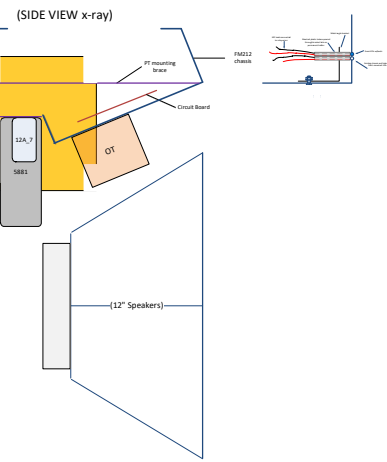 (SIDE VIEW x-ray)
PT mounting
brace
FM212
chassis
Circuit Board
12A_7
5881
OT
(12" Speakers)